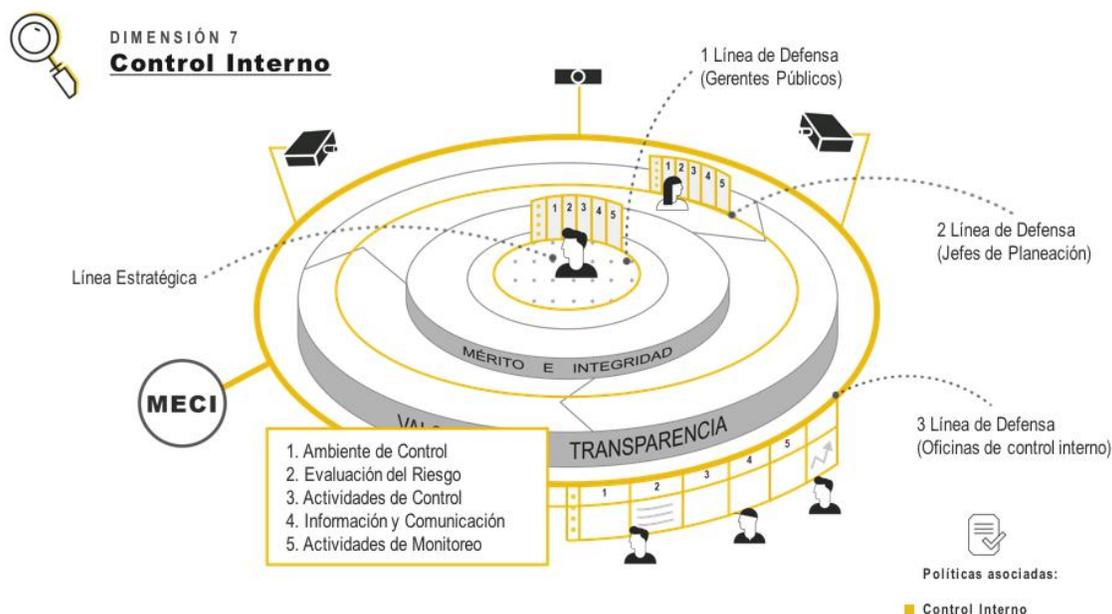 DIMENSIÓN 7
Control Interno
1 Línea de Defensa
(Gerentes Públicos)
1 2 3 4 5
1 2 3 4 5
2 Línea de Defensa
(Jefes de Planeación)
Línea Estratégica
MÉRITO E INTEGRIDAD
MECI
TRANSPARENCIA
3 Línea de Defensa
(Oficinas de control interno)
1. Ambiente de Control
2. Evaluación del Riesgo
3. Actividades de Control
4. Información y Comunicación
5. Actividades de Monitoreo
1 2 3 4 5
Políticas asociadas:
Control Interno